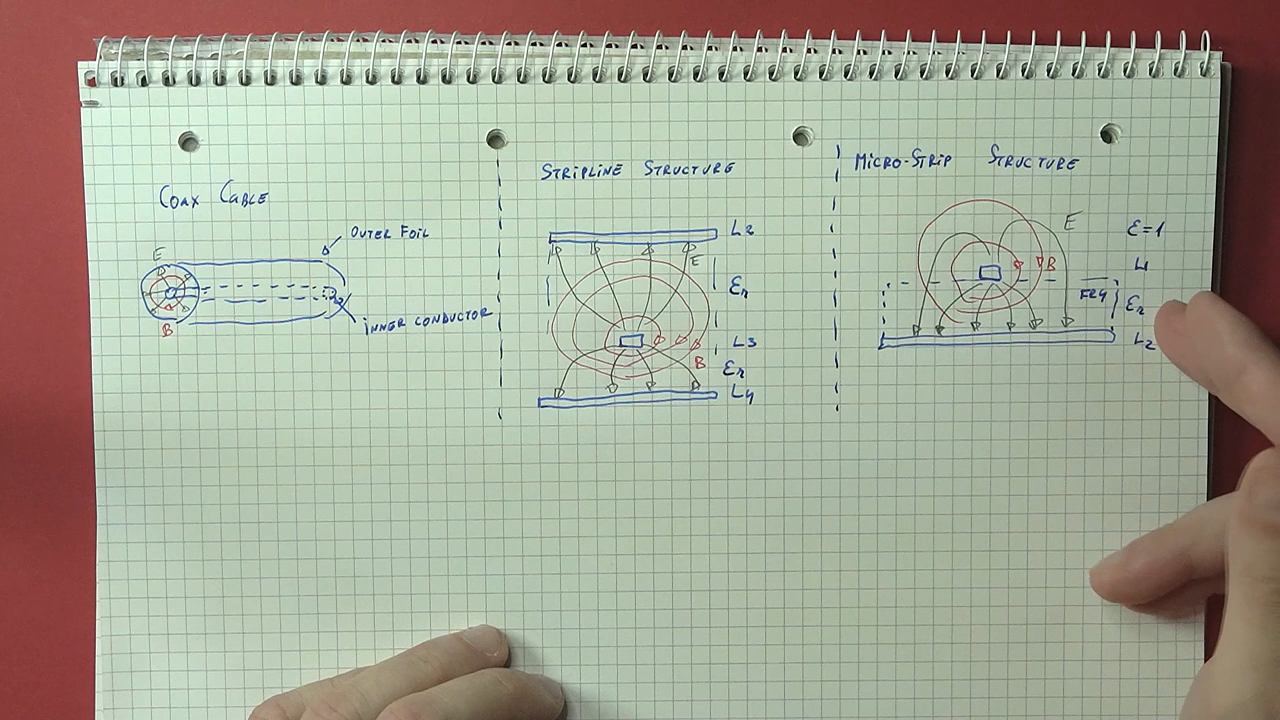 COAX CABLE
OUTER FOIL
E
B
INNER CONDUCTOR
STRIPLINE STRUCTURE
L2
E
εr
L3
B
εr
L4
MICRO-STRIP STRUCTURE
E
ε=1
B
L1
FR4
εr
L2